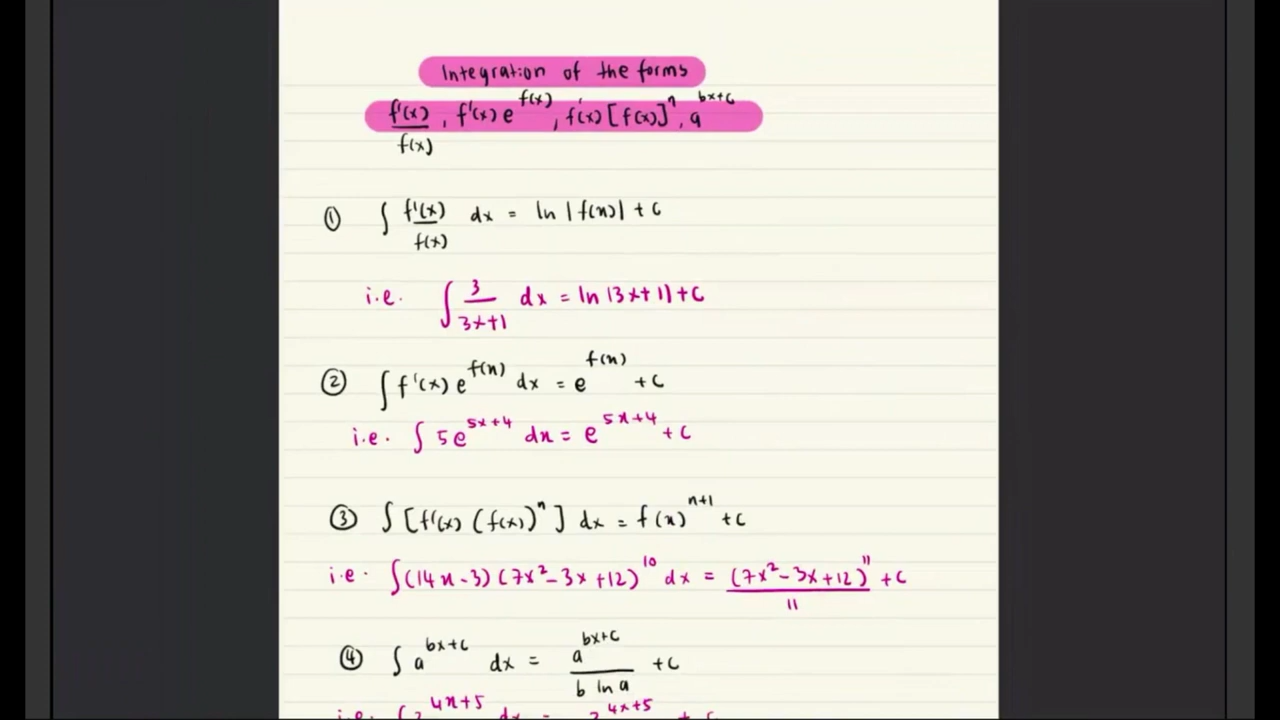 Integration of the forms
f'(x)/f(x), f'(x)e^f(x), f'(x)[f(x)]^n, a^bx+c
① ∫ f'(x)/f(x) dx = ln|f(x)| + c
i.e. ∫ 3/3x+1 dx = ln|3x+1| + c
② ∫ f'(x)e^f(x) dx = e^f(x) + c
i.e. ∫ 5e^5x+4 dx = e^5x+4 + c
③ ∫ [f'(x) (f(x))^n] dx = f(x)^n+1 + c
i.e. ∫(14x-3)(7x²-3x+12)^10 dx = (7x²-3x+12)^11/11 + c
④ ∫ a^bx+c dx = a^bx+c/b ln a + c